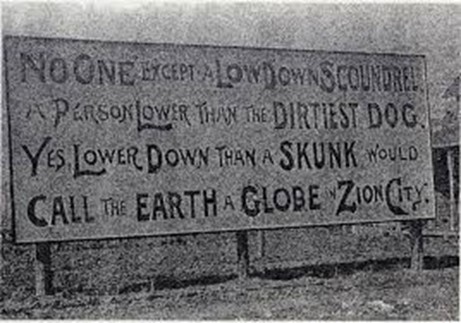 NO ONE EXCEPT A LOW DOWN SCOUNDREL
A PERSON LOWER THAN THE DIRTIEST DOG.
YES, LOWER DOWN THAN A SKUNK WOULD
CALL THE EARTH A GLOBE IN ZION CITY.